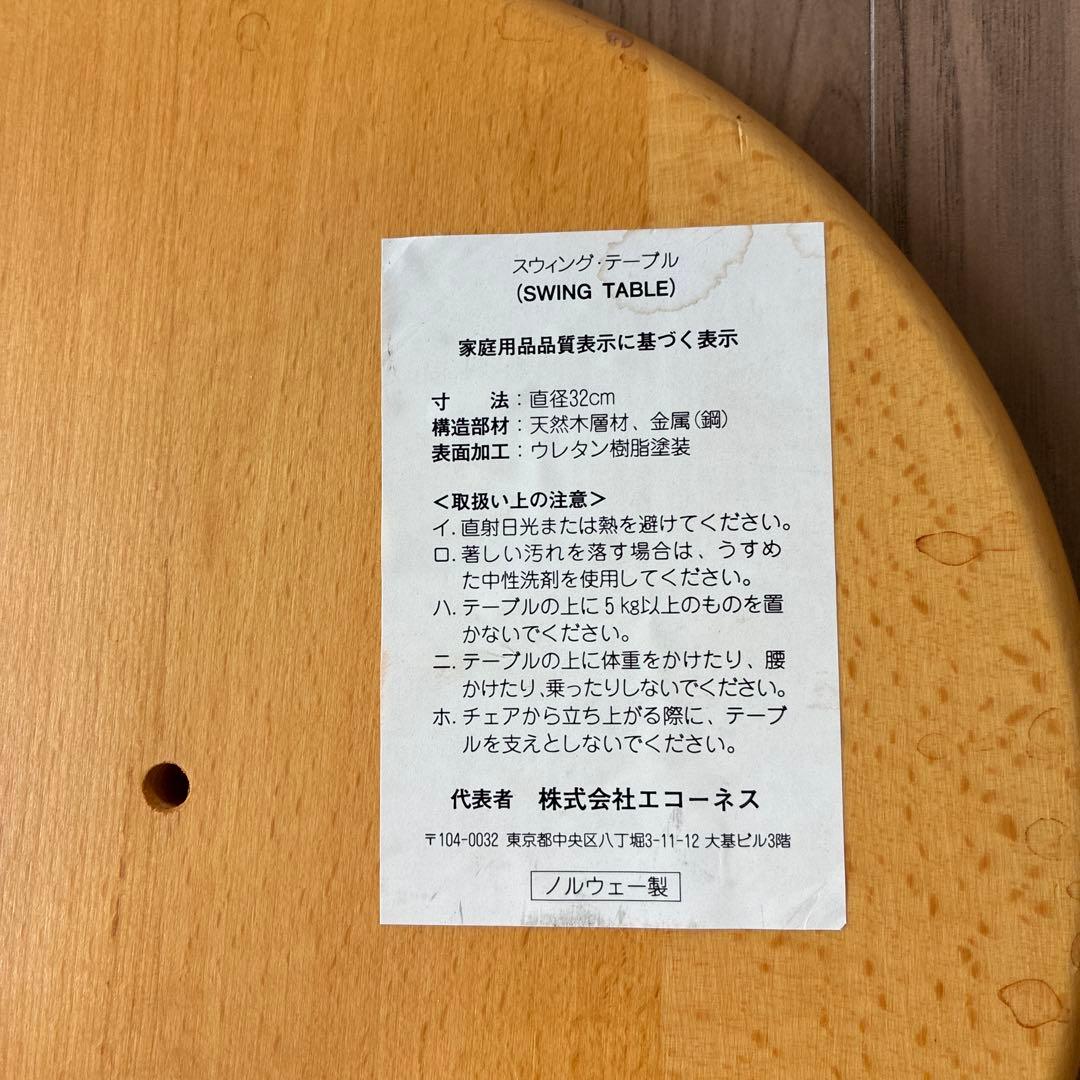 スウィング・テーブル
(SWING TABLE)
家庭用品品質表示に基づく表示
寸　　法：直径32cm
構造部材：天然木層材、金属(鋼)
表面加工：ウレタン樹脂塗装
＜取扱い上の注意＞
イ. 直射日光または熱を避けてください。
ロ. 著しい汚れを落す場合は、うすめ
た中性洗剤を使用してください。
ハ. テーブルの上に5kg以上のものを置
かないでください。
ニ. テーブルの上に体重をかけたり、腰
かけたり、乗ったりしないでください。
ホ. チェアから立ち上がる際に、テーブ
ルを支えとしないでください。
代表者　株式会社エコーネス
〒104-0032 東京都中央区八丁堀3-11-12 大基ビル3階
ノルウェー製